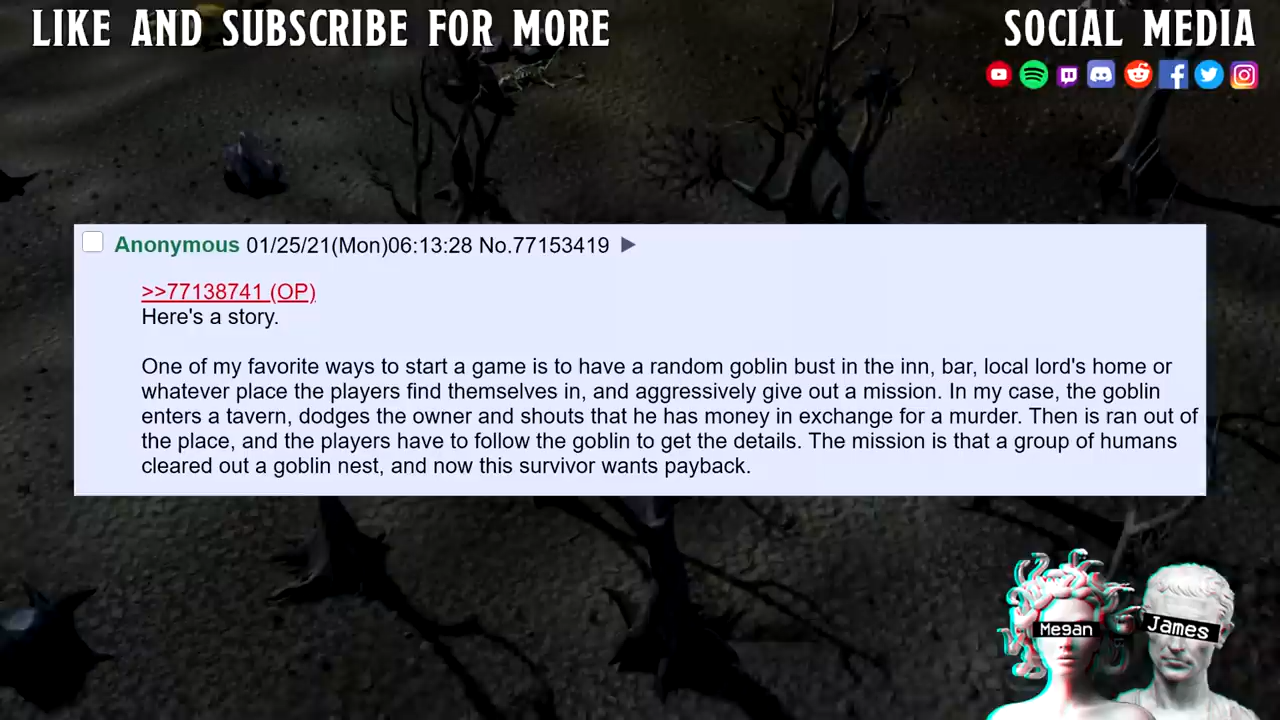 LIKE AND SUBSCRIBE FOR MORE
SOCIAL MEDIA
Anonymous 01/25/21(Mon)06:13:28 No.77153419 ▶
>>77138741 (OP)
Here's a story.
One of my favorite ways to start a game is to have a random goblin bust in the inn, bar, local lord's home or
whatever place the players find themselves in, and aggressively give out a mission. In my case, the goblin
enters a tavern, dodges the owner and shouts that he has money in exchange for a murder. Then is ran out of
the place, and the players have to follow the goblin to get the details. The mission is that a group of humans
cleared out a goblin nest, and now this survivor wants payback.
Megan
James